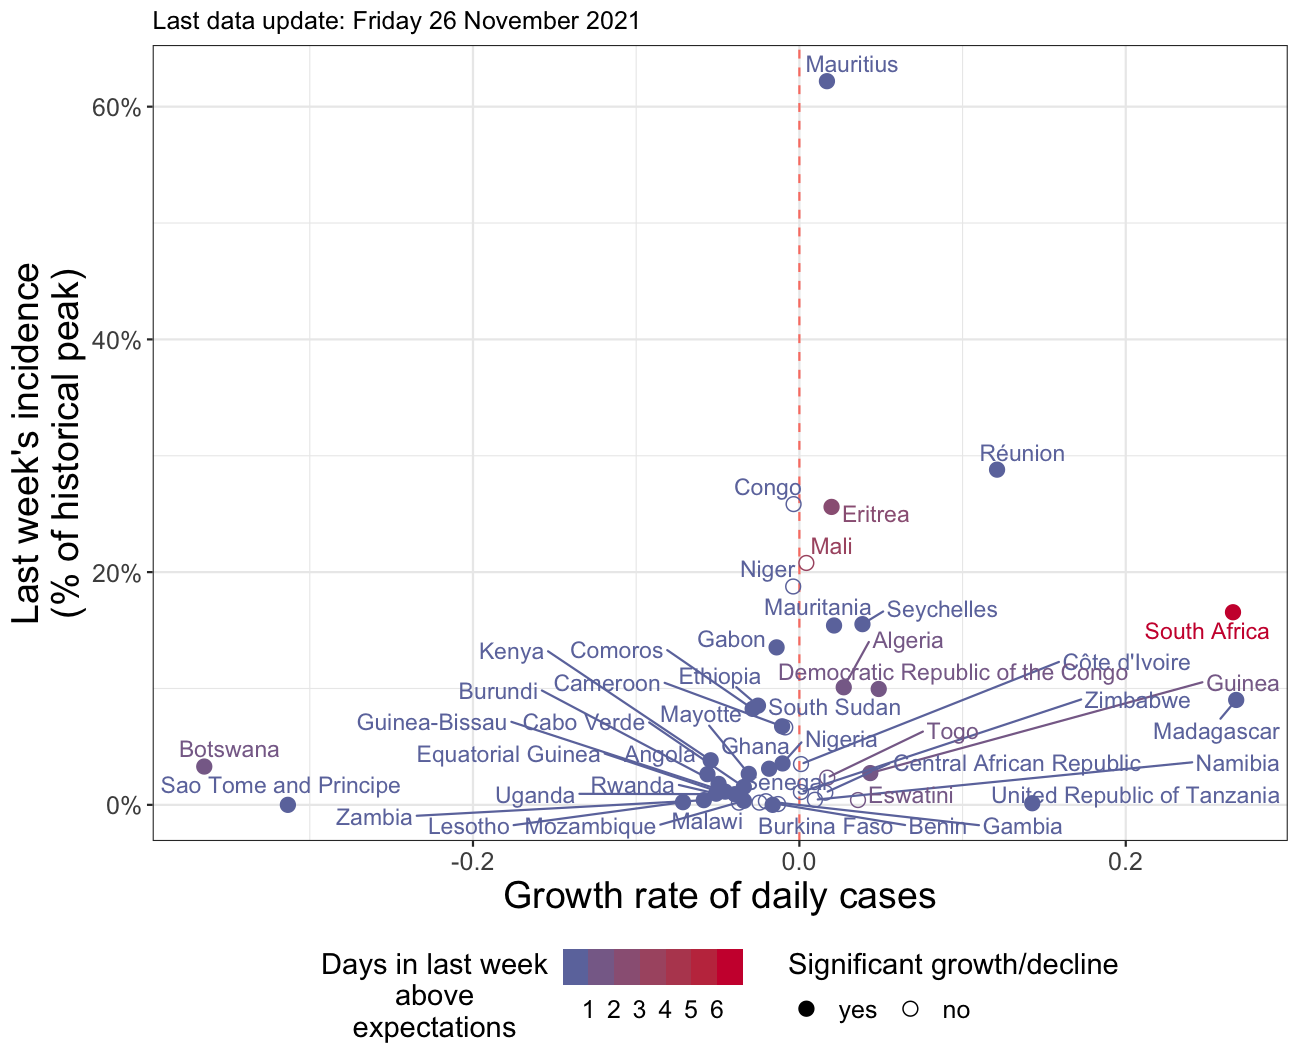 Last data update: Friday 26 November 2021
Last week's incidence
(% of historical peak)
60%
40%
20%
0%
Mauritius
Réunion
Congo
Eritrea
Mali
Niger
Mauritania
Seychelles
South Africa
Gabon
Algeria
Kenya
Comoros
Côte d'Ivoire
Democratic Republic of the Congo
Ethiopia
Cameroon
Guinea
Burundi
Zimbabwe
South Sudan
Mayotte
Guinea-Bissau
Cabo Verde
Madagascar
Togo
Nigeria
Ghana
Botswana
Equatorial Guinea
Angola
Central African Republic
Namibia
Sao Tome and Principe
Rwanda
Senegal
Uganda
Eswatini
United Republic of Tanzania
Zambia
Lesotho
Mozambique
Malawi
Burkina Faso
Benin
Gambia
-0.2
0.0
0.2
Growth rate of daily cases
Days in last week
above
expectations
1 2 3 4 5 6
Significant growth/decline
yes
no